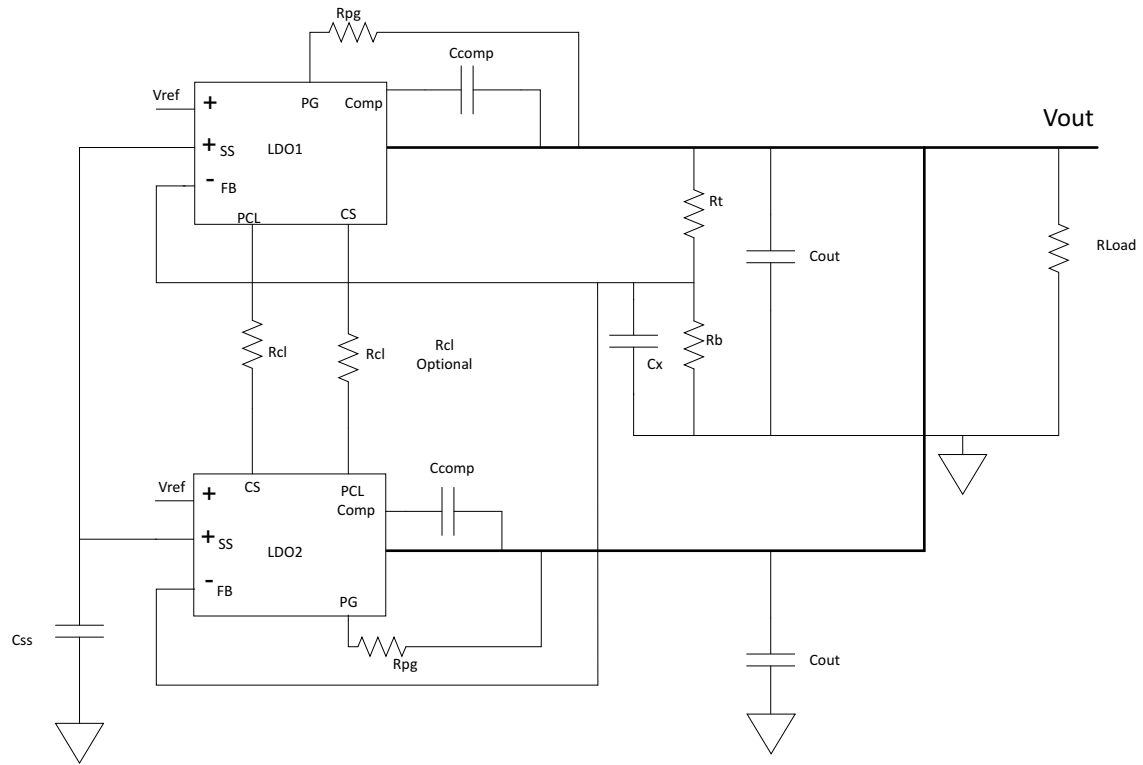 Rpg
Ccomp
Vref
+
PG
Comp
Vout
+
SS
LDO1
-
FB
PCL
CS
Rt
Cout
RLoad
Rcl
Rcl
Rcl
Optional
Rb
Cx
Ccomp
Vref
+
CS
PCL
Comp
+
SS
LDO2
-
FB
PG
Css
Rpg
Cout